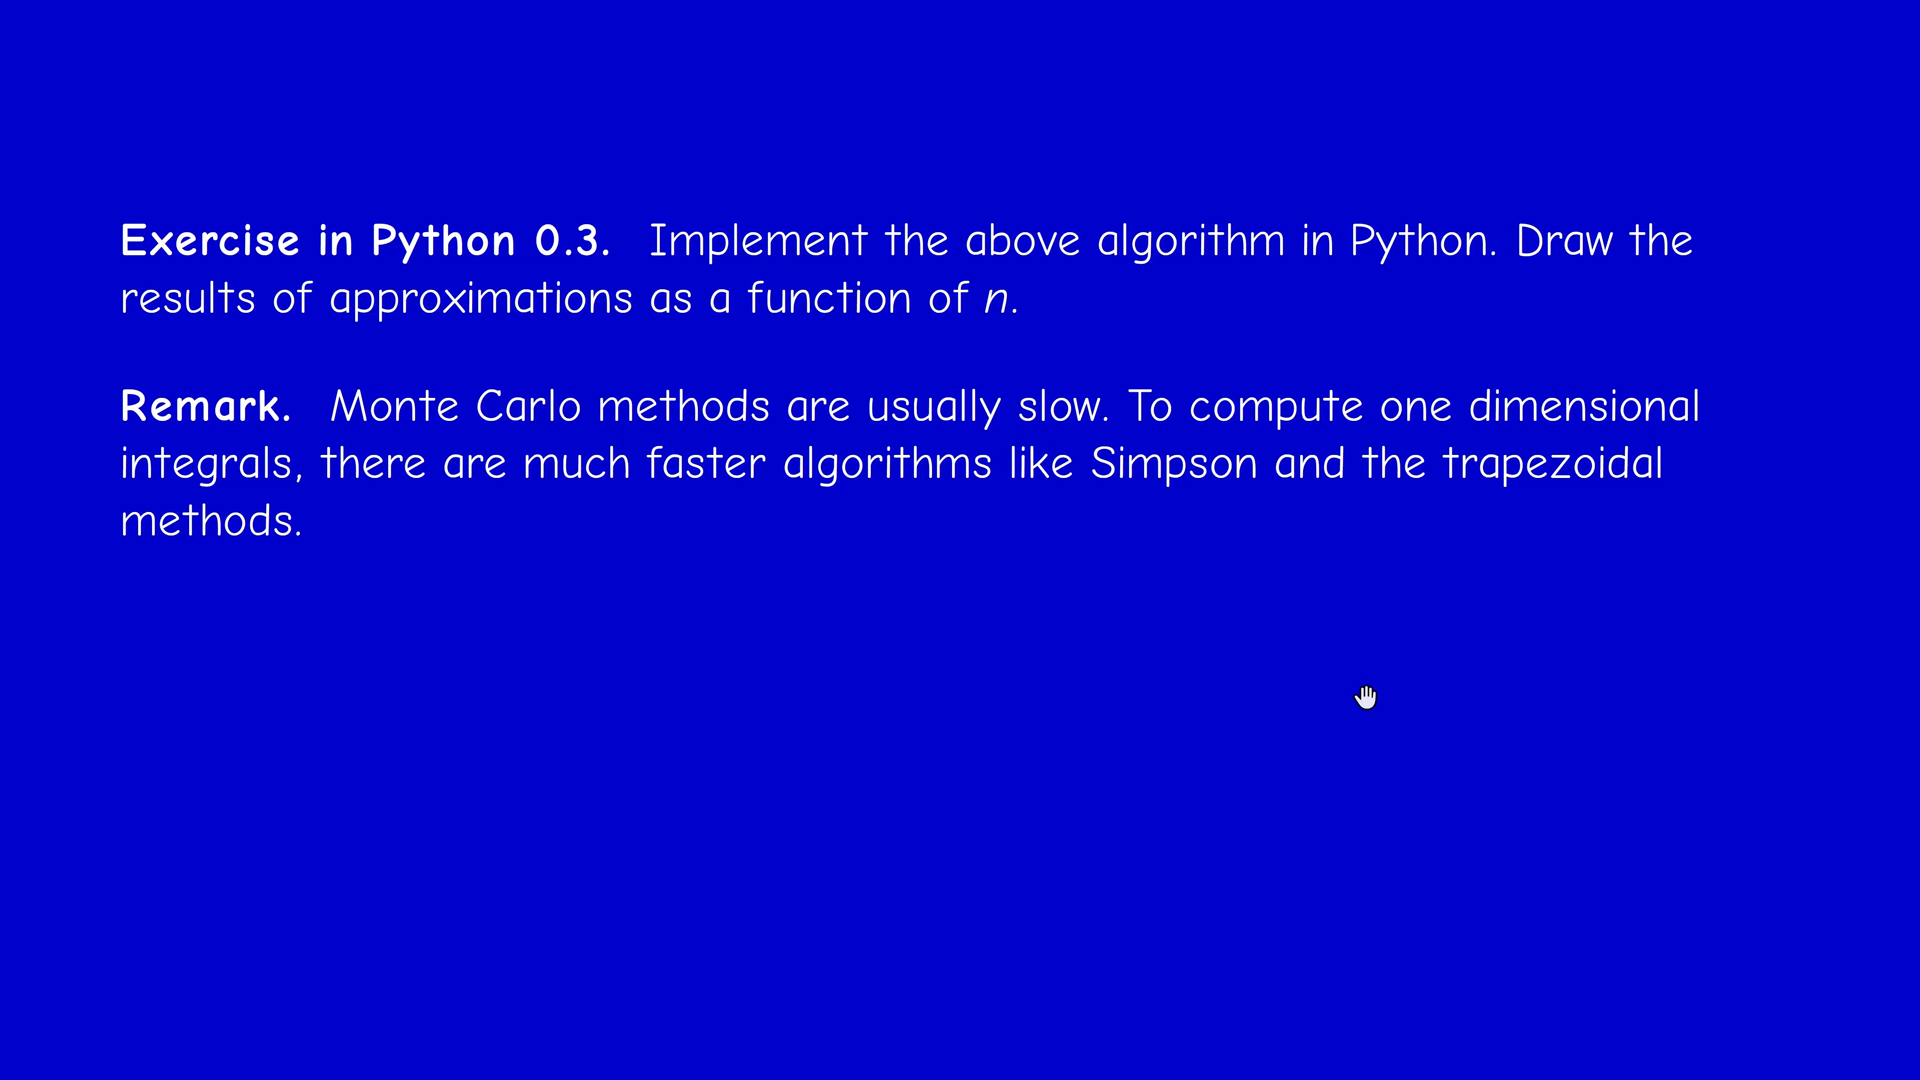 Exercise in Python 0.3. Implement the above algorithm in Python. Draw the
results of approximations as a function of n.
Remark. Monte Carlo methods are usually slow. To compute one dimensional
integrals, there are much faster algorithms like Simpson and the trapezoidal
methods.